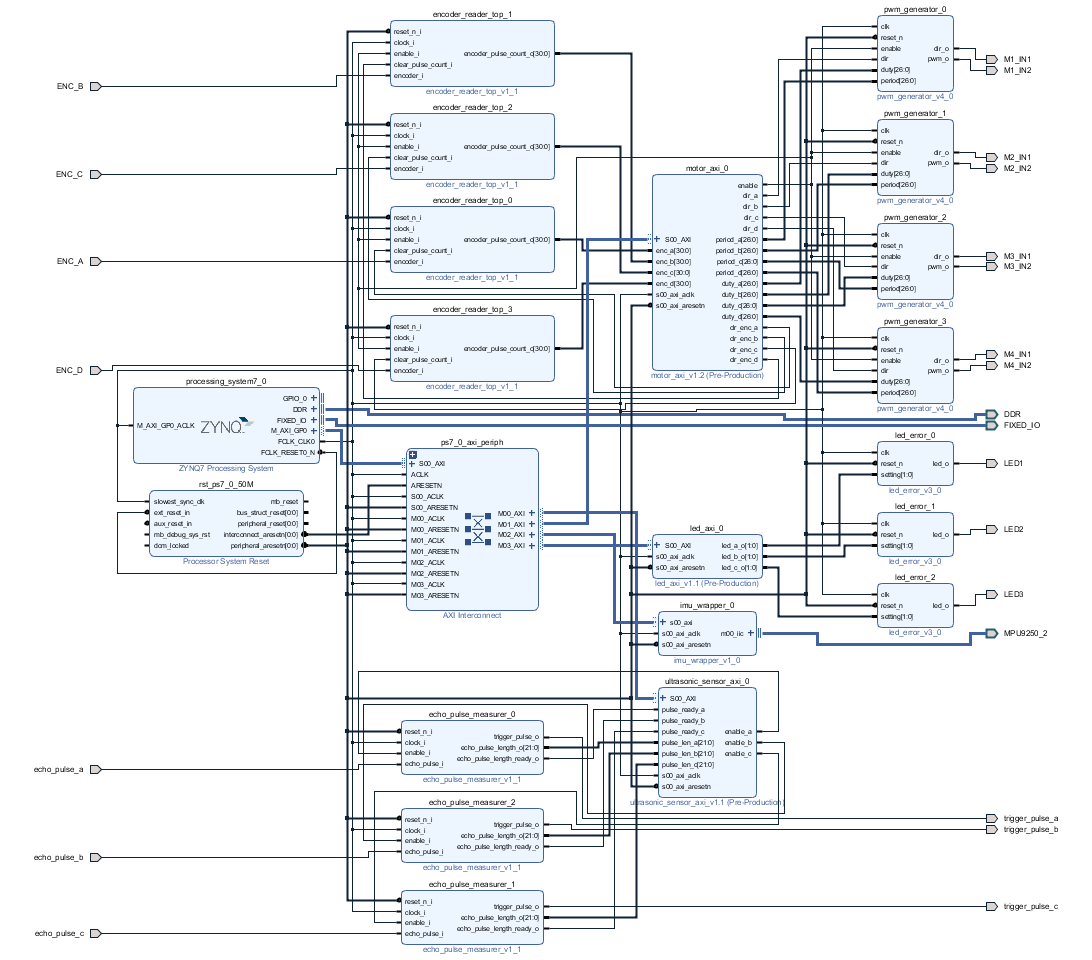 encoder_reader_top_1
reset_n_i
clock_i
enable_i
clear_pulse_count_i
encoder_i
encoder_pulse_count_o[30:0]
encoder_reader_top_v1_1
encoder_reader_top_2
reset_n_i
clock_i
enable_i
clear_pulse_count_i
encoder_i
encoder_pulse_count_o[30:0]
encoder_reader_top_v1_1
encoder_reader_top_0
reset_n_i
clock_i
enable_i
clear_pulse_count_i
encoder_i
encoder_pulse_count_o[30:0]
encoder_reader_top_v1_1
encoder_reader_top_3
reset_n_i
clock_i
enable_i
clear_pulse_count_i
encoder_i
encoder_pulse_count_o[30:0]
encoder_reader_top_v1_1
ENC_B
ENC_C
ENC_A
ENC_D
processing_system7_0
M_AXI_GP0_ACLK
ZYNQ
GPIO_0
DDR
FIXED_IO
M_AXI_GP0
FCLK_CLK0
FCLK_RESET0_N
ZYNQ7 Processing System
rst_ps7_0_50M
slowest_sync_clk
ext_reset_in
aux_reset_in
mb_debug_sys_rst
dcm_locked
mb_reset
bus_struct_reset[0:0]
peripheral_reset[0:0]
interconnect_aresetn[0:0]
peripheral_aresetn[0:0]
Processor System Reset
ps7_0_axi_periph
S00_AXI
ACLK
ARESETN
S00_ACLK
S00_ARESETN
M00_ACLK
M00_ARESETN
M01_ACLK
M01_ARESETN
M02_ACLK
M02_ARESETN
M03_ACLK
M03_ARESETN
M00_AXI
M01_AXI
M02_AXI
M03_AXI
AXI Interconnect
motor_axi_0
S00_AXI
enc_a[30:0]
enc_b[30:0]
enc_c[30:0]
enc_d[30:0]
s00_axi_aclk
s00_axi_aresetn
enable
dir_a
dir_b
dir_c
dir_d
period_a[26:0]
period_b[26:0]
period_c[26:0]
period_d[26:0]
duty_a[26:0]
duty_b[26:0]
duty_c[26:0]
duty_d[26:0]
dir_enc_a
dir_enc_b
dir_enc_c
dir_enc_d
motor_axi_v1.2 (Pre-Production)
pwm_generator_0
clk
reset_n
enable
dir
duty[26:0]
period[26:0]
dir_o
pwm_o
pwm_generator_v4_0
M1_IN1
M1_IN2
pwm_generator_1
clk
reset_n
enable
dir
duty[26:0]
period[26:0]
dir_o
pwm_o
pwm_generator_v4_0
M2_IN1
M2_IN2
pwm_generator_2
clk
reset_n
enable
dir
duty[26:0]
period[26:0]
dir_o
pwm_o
pwm_generator_v4_0
M3_IN1
M3_IN2
pwm_generator_3
clk
reset_n
enable
dir
duty[26:0]
period[26:0]
dir_o
pwm_o
pwm_generator_v4_0
M4_IN1
M4_IN2
DDR
FIXED_IO
led_error_0
clk
reset_n
setting[1:0]
led_o
led_error_v3_0
LED1
led_error_1
clk
reset_n
setting[1:0]
led_o
led_error_v3_0
LED2
led_error_2
clk
reset_n
setting[1:0]
led_o
led_error_v3_0
LED3
led_axi_0
S00_AXI
s00_axi_aclk
s00_axi_aresetn
led_a_o[1:0]
led_b_o[1:0]
led_c_o[1:0]
led_axi_v1.1 (Pre-Production)
imu_wrapper_0
s00_axi
s00_axi_aclk
s00_axi_aresetn
m00_iic
imu_wrapper_v1_0
MPU9250_2
ultrasonic_sensor_axi_0
S00_AXI
pulse_ready_a
pulse_ready_b
pulse_ready_c
pulse_len_a[21:0]
pulse_len_b[21:0]
pulse_len_c[21:0]
s00_axi_aclk
s00_axi_aresetn
enable_a
enable_b
enable_c
ultrasonic_sensor_axi_v1.1 (Pre-Production)
echo_pulse_measurer_0
reset_n_i
clock_i
enable_i
echo_pulse_i
trigger_pulse_o
echo_pulse_length_o[21:0]
echo_pulse_length_ready_o
echo_pulse_measurer_v1_1
echo_pulse_measurer_2
reset_n_i
clock_i
enable_i
echo_pulse_i
trigger_pulse_o
echo_pulse_length_o[21:0]
echo_pulse_length_ready_o
echo_pulse_measurer_v1_1
echo_pulse_measurer_1
reset_n_i
clock_i
enable_i
echo_pulse_i
trigger_pulse_o
echo_pulse_length_o[21:0]
echo_pulse_length_ready_o
echo_pulse_measurer_v1_1
echo_pulse_a
echo_pulse_b
echo_pulse_c
trigger_pulse_a
trigger_pulse_b
trigger_pulse_c